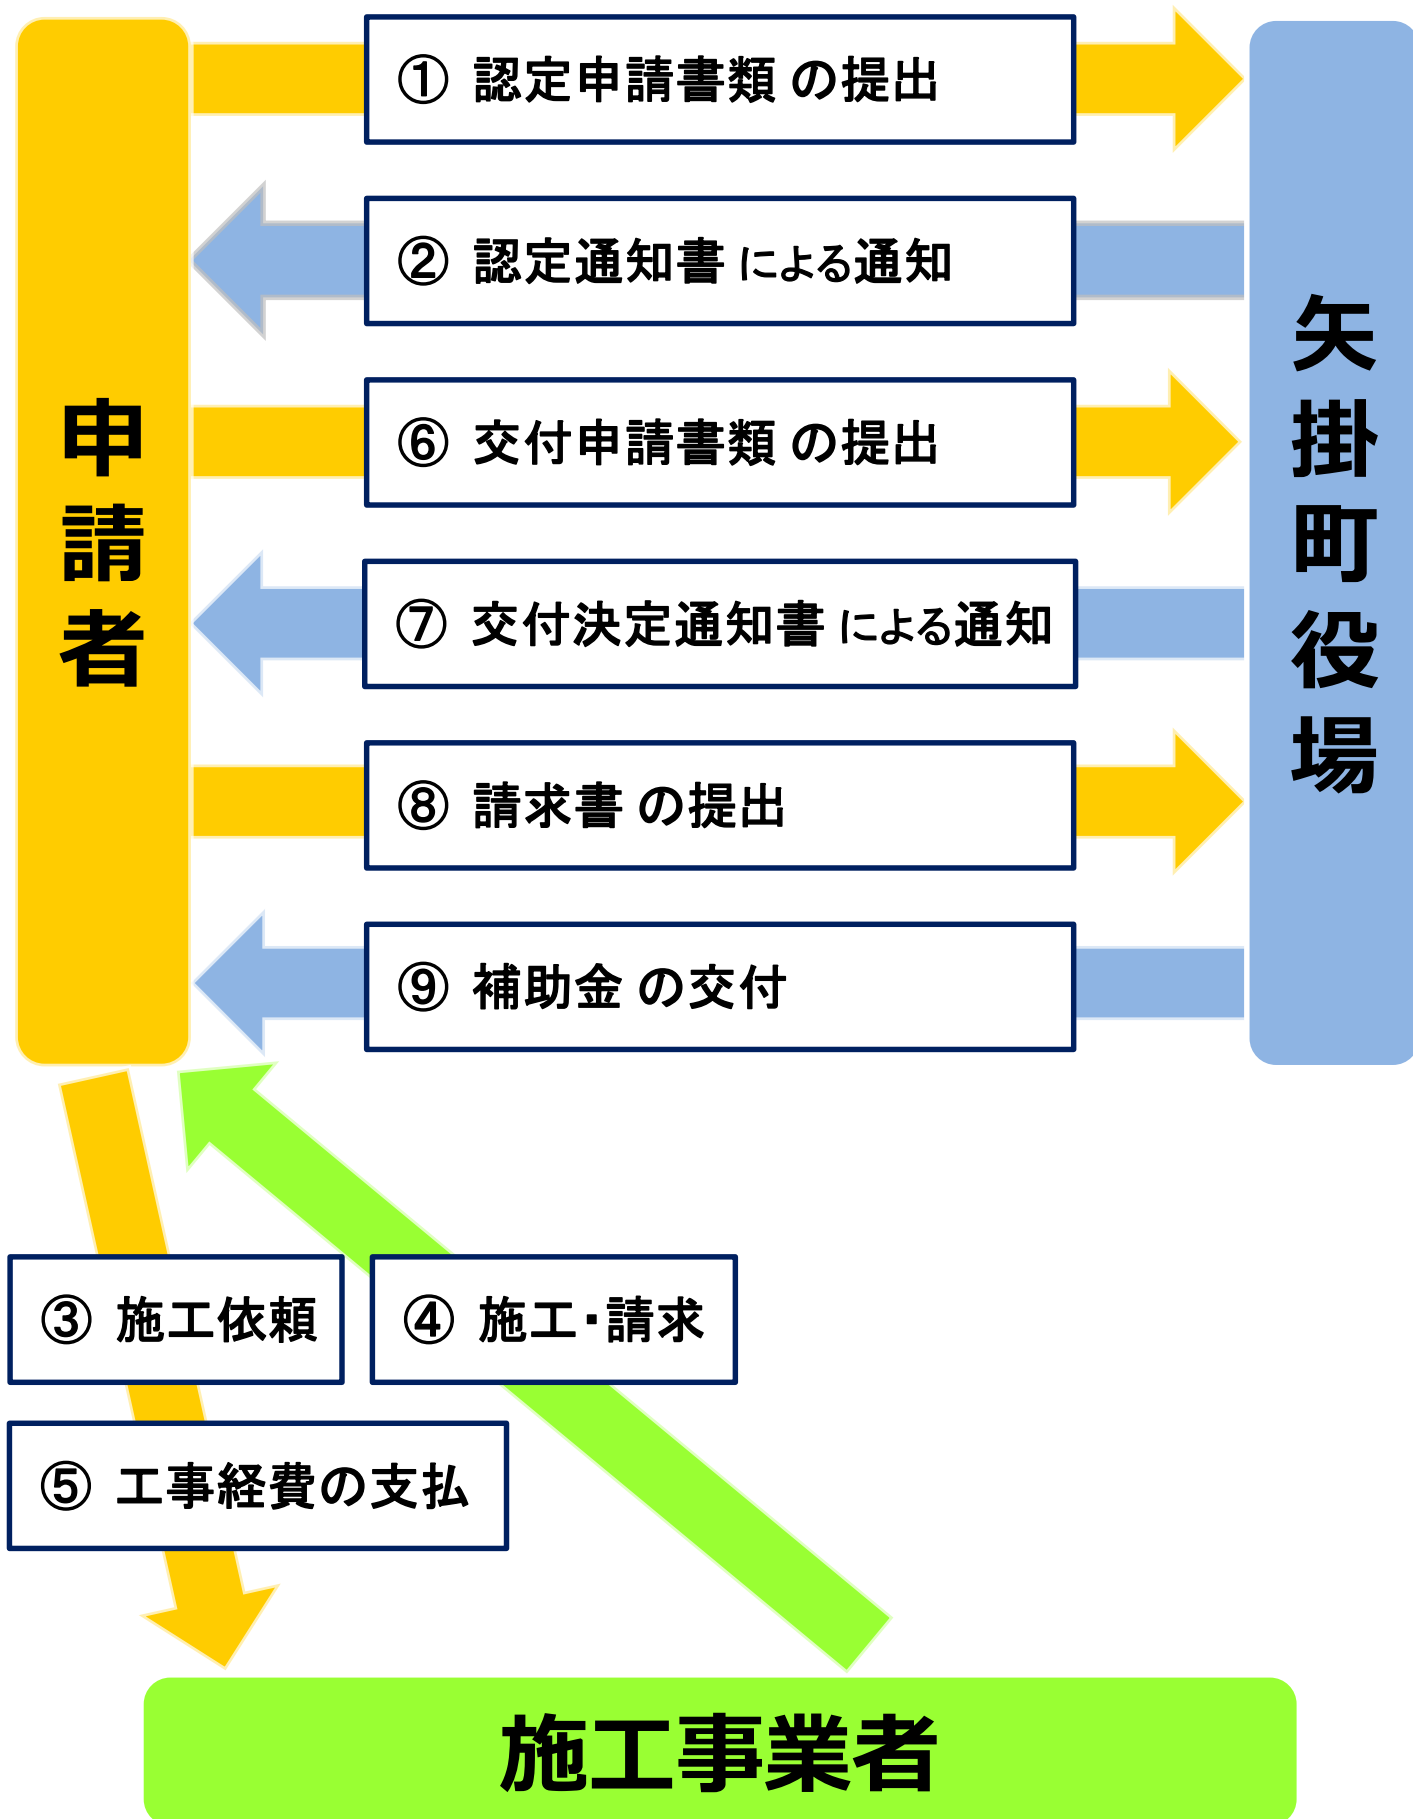 ① 認定申請書類 の提出
② 認定通知書 による通知
⑥ 交付申請書類 の提出
⑦ 交付決定通知書 による通知
⑧ 請求書 の提出
⑨ 補助金 の交付
申請者
矢掛町役場
③ 施工依頼
④ 施工・請求
⑤ 工事経費の支払
施工事業者